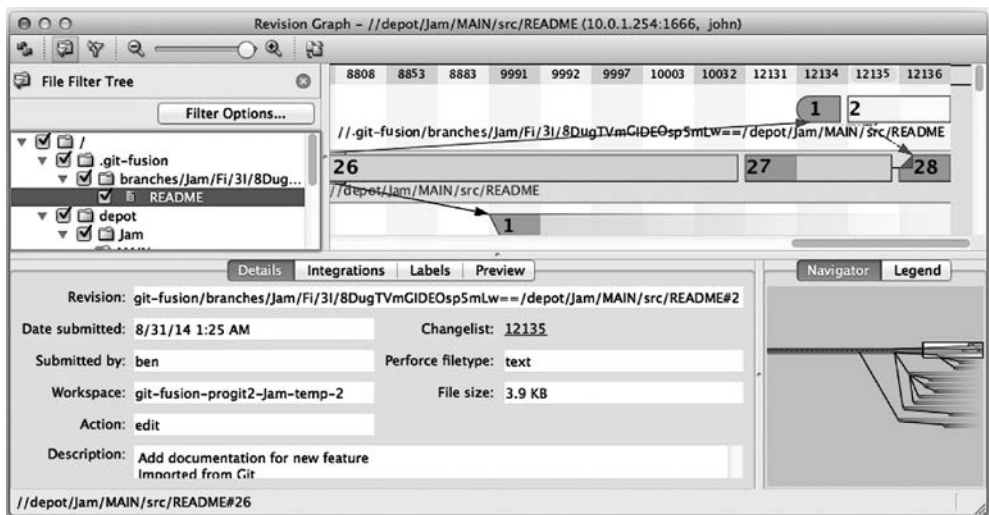 Revision Graph – //depot/Jam/MAIN/src/README (10.0.1.254:1666, john)
File Filter Tree
Filter Options...
/
.git-fusion
branches/Jam/Fi/3I/8Dug...
README
depot
Jam
8808 8853 8883 9991 9992 9997 10003 10032 12131 12134 12135 12136
1 2
//.git-fusion/branches/Jam/Fi/3I/8DugTVmGIDEOsp5mLw==/depot/Jam/MAIN/src/README
26 27 28
//depot/Jam/MAIN/src/README
1
Details Integrations Labels Preview
Revision: git-fusion/branches/Jam/Fi/3I/8DugTVmGIDEOsp5mLw==/depot/Jam/MAIN/src/README#2
Date submitted: 8/31/14 1:25 AM Changelist: 12135
Submitted by: ben Perforce filetype: text
Workspace: git-fusion-progit2-Jam-temp-2 File size: 3.9 KB
Action: edit
Description: Add documentation for new feature
Imported from Git
Navigator Legend
//depot/Jam/MAIN/src/README#26